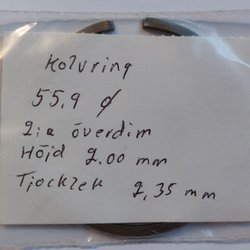 Kolvring
55,9 ø
2:a överdim
Höjd 2.00 mm
Tjocklek 2,35 mm